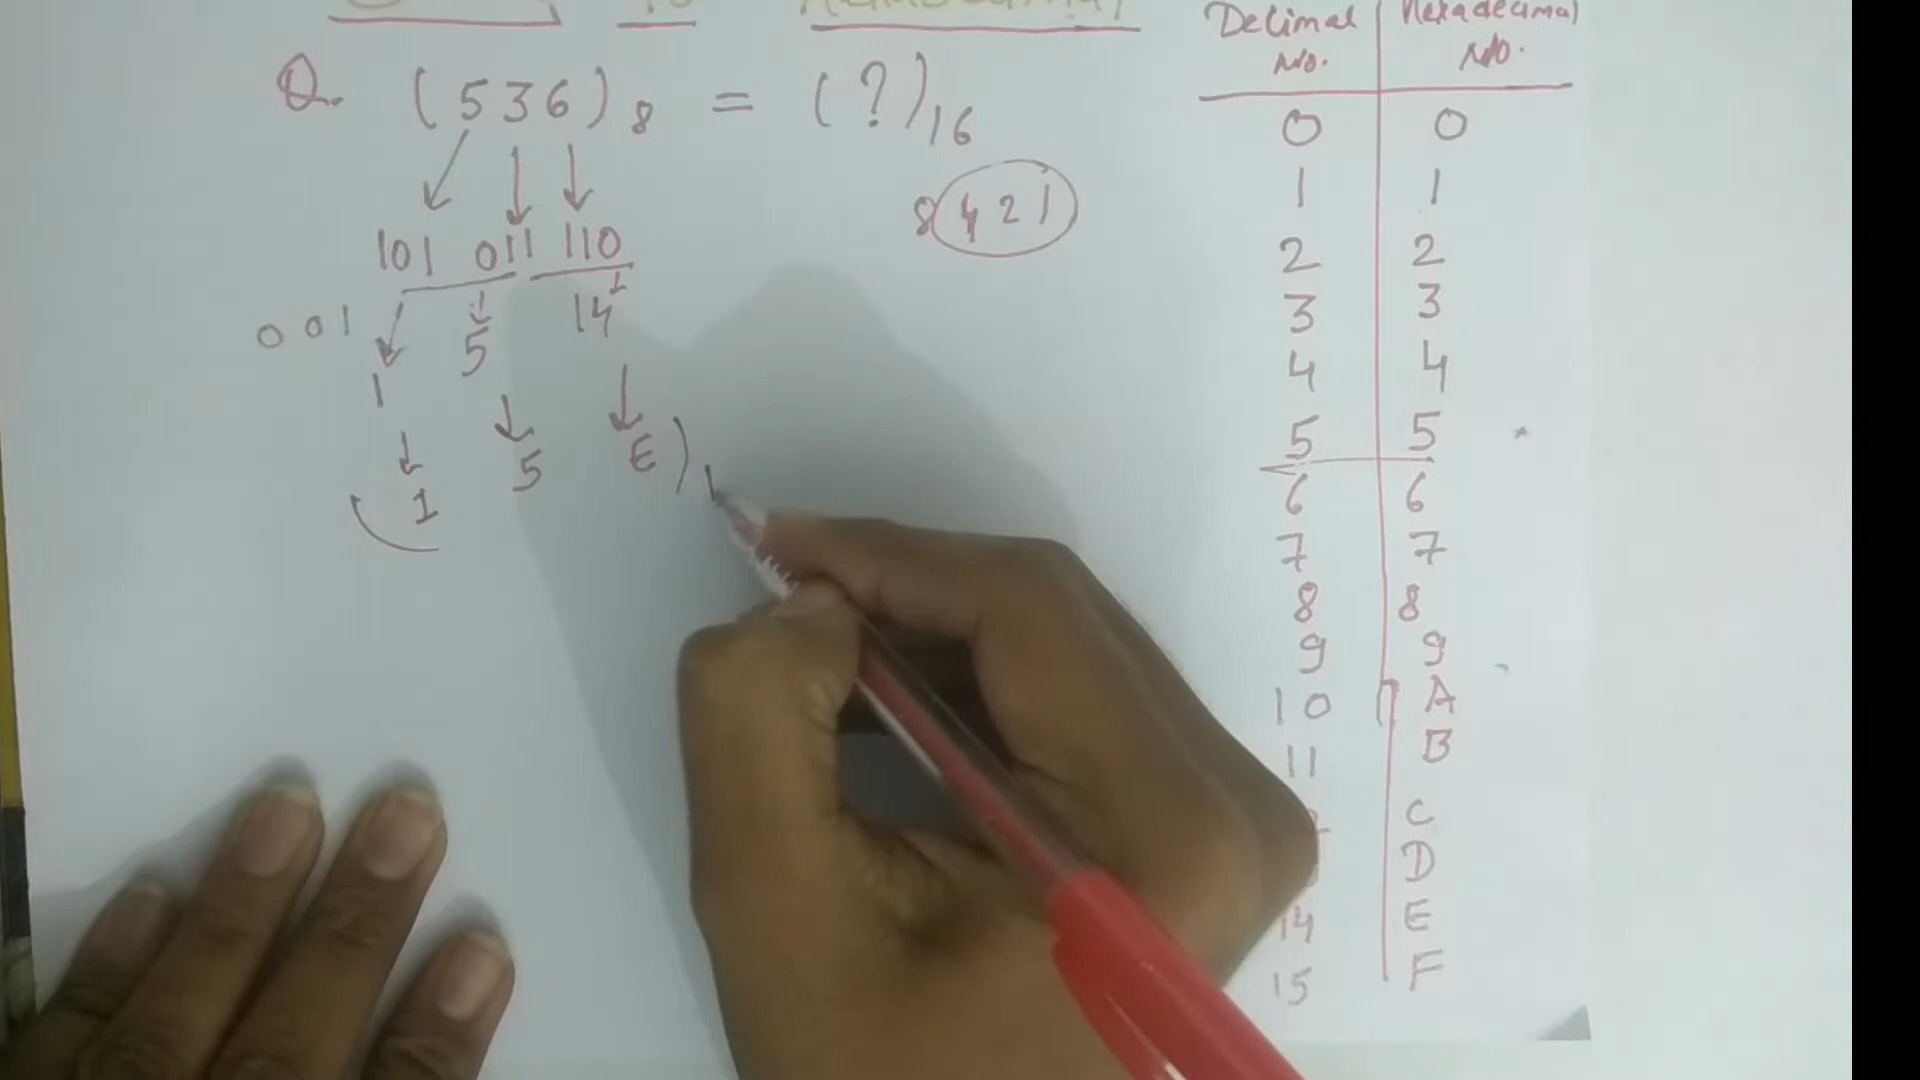 Decimal No. Hexadecimal No.
Q. (536)8 = (?)16
8 4 2 1
101 011 110
001
1 5 14
1 5 E)1
0 0
1 1
2 2
3 3
4 4
5 5
6 6
7 7
8 8
9 9
10 A
11 B
C
D
14 E
15 F